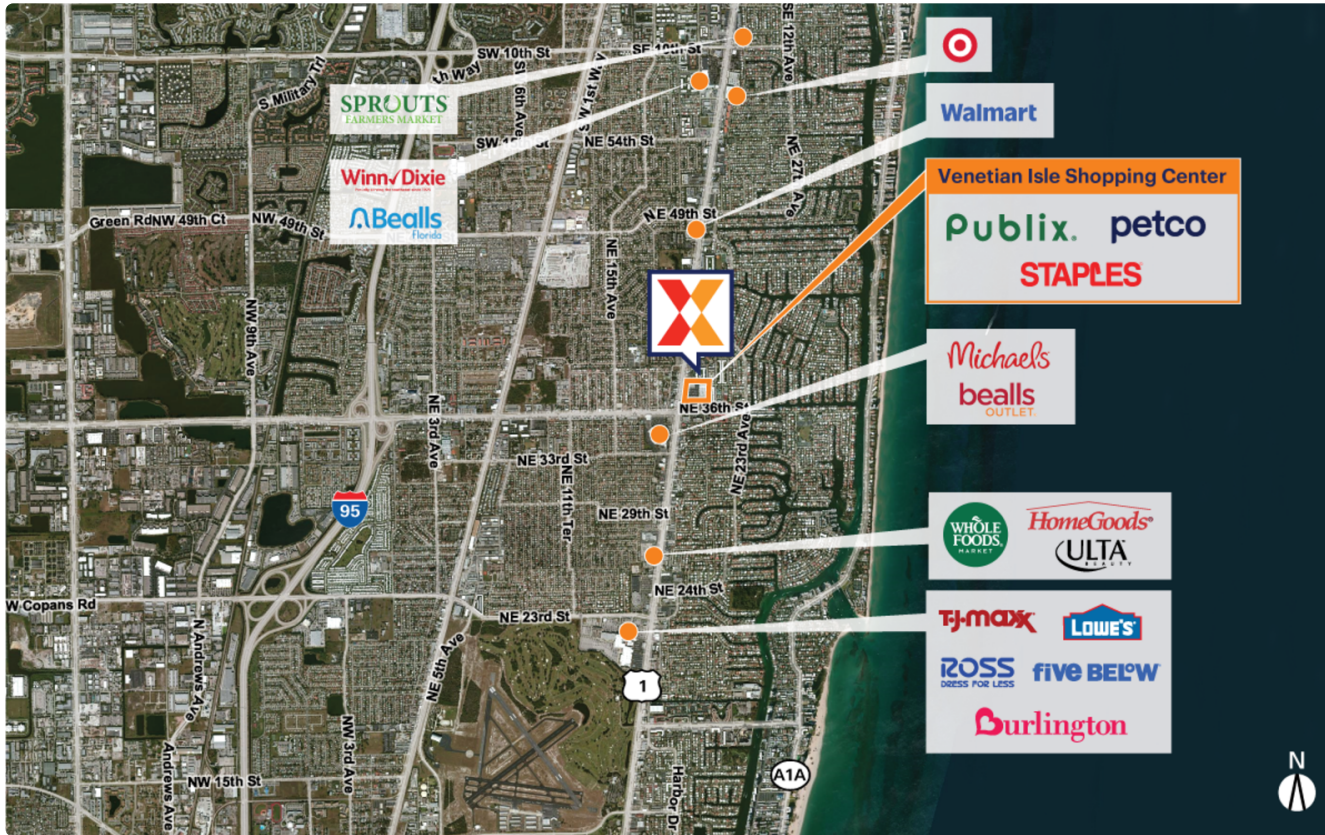 SW 10th St
SE 10th St
SE 12th Ave
S Military Trl
SW 6th Ave
SW 1st Way
SPROUTS
FARMERS MARKET
Winn Dixie
Bealls
florida
NE 54th St
NE 27th Ave
Walmart
Venetian Isle Shopping Center
Publix.
petco
STAPLES
Green Rd
NW 49th Ct
NW 49th St
NE 49th St
NE 15th Ave
NW 9th Ave
Michaels
bealls
OUTLET
NE 36th St
NE 3rd Ave
NE 33rd St
NE 11th Ter
NE 23rd Ave
95
NE 29th St
WHOLE
FOODS
MARKET
HomeGoods
ULTA
BEAUTY
NE 24th St
W Copans Rd
NE 23rd St
N Andrews Ave
NE 5th Ave
T·J·maxx
LOWE'S
ROSS
DRESS FOR LESS
five BELOW
Burlington
1
NW 3rd Ave
NW 15th St
Andrews Ave
Harbor Dr
A1A
N